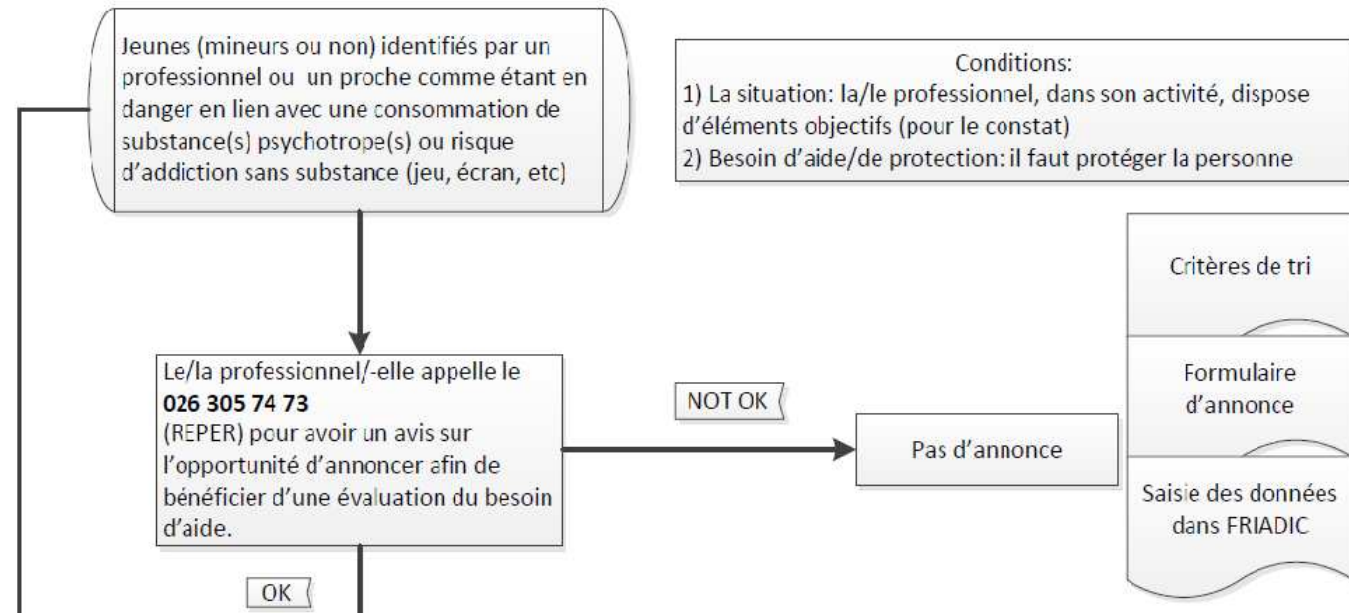 Jeunes (mineurs ou non) identifiés par un
professionnel ou un proche comme étant en
danger en lien avec une consommation de
substance(s) psychotrope(s) ou risque
d'addiction sans substance (jeu, écran, etc)
Conditions:
1) La situation: la/le professionnel, dans son activité, dispose
d'éléments objectifs (pour le constat)
2) Besoin d'aide/de protection: il faut protéger la personne
Critères de tri
Le/la professionnel/-elle appelle le
026 305 74 73
(REPER) pour avoir un avis sur
l'opportunité d'annoncer afin de
bénéficier d'une évaluation du besoin
d'aide.
NOT OK
Pas d'annonce
Formulaire
d'annonce
Saisie des données
dans FRIADIC
OK